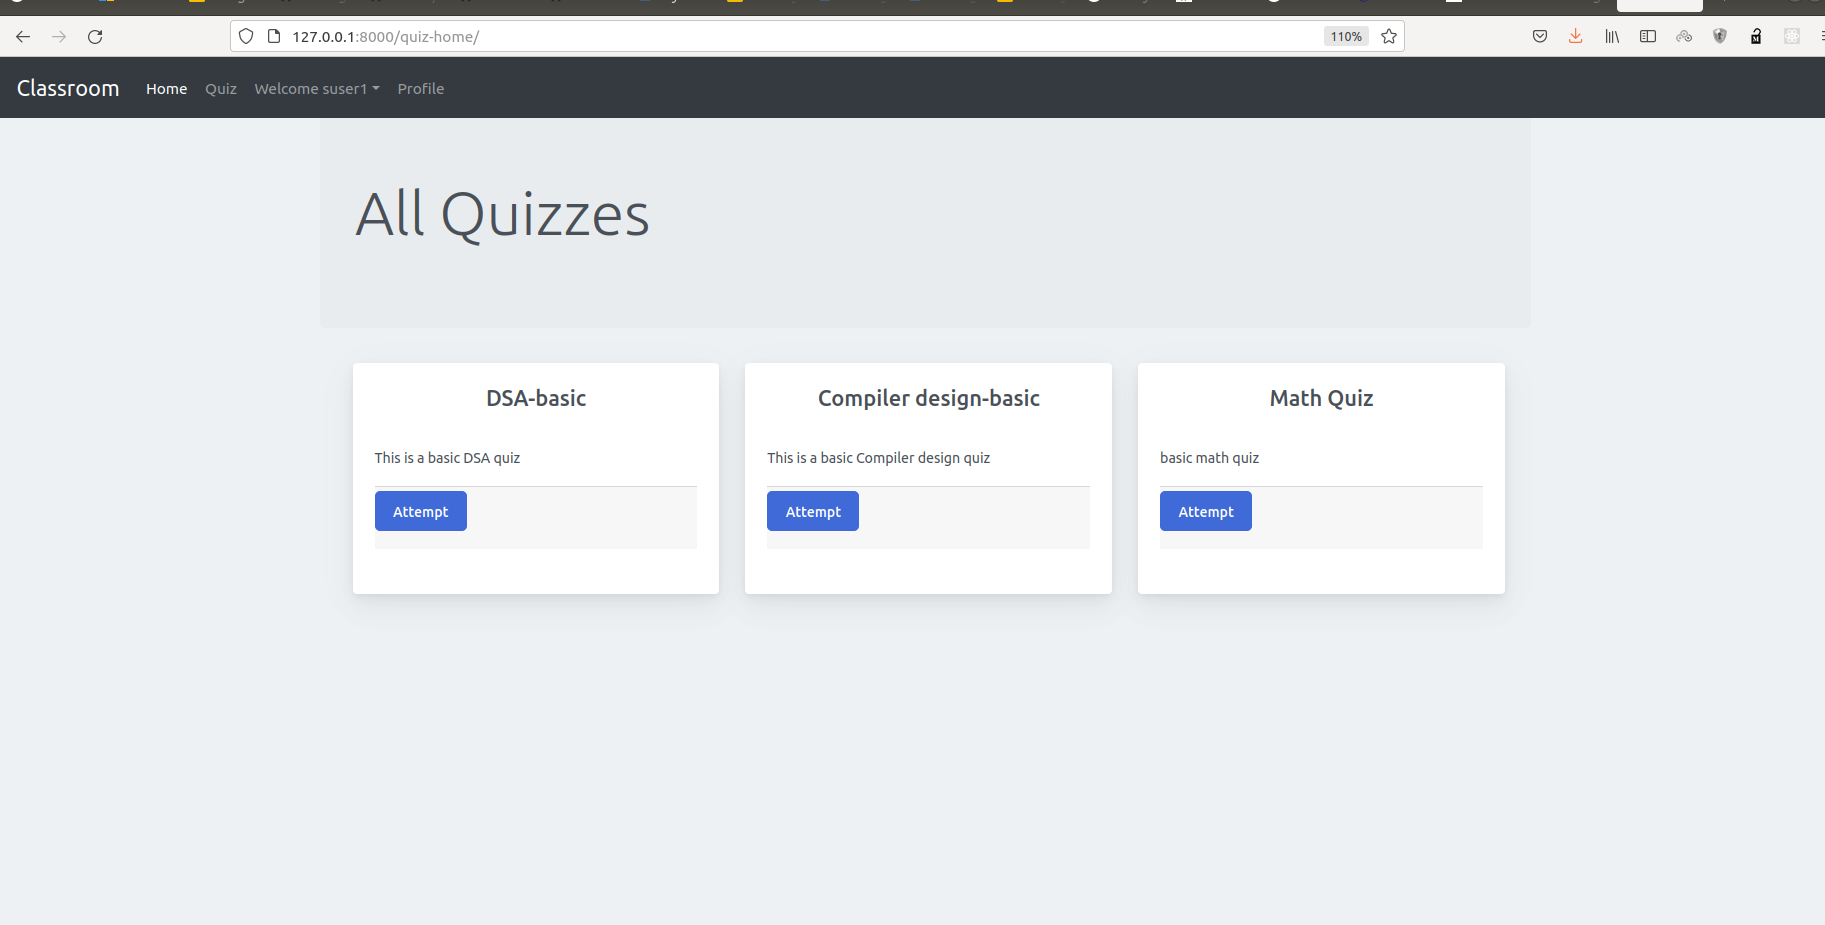 127.0.0.1:8000/quiz-home/
110%
Classroom Home Quiz Welcome suser1 Profile
All Quizzes
DSA-basic
This is a basic DSA quiz
Attempt
Compiler design-basic
This is a basic Compiler design quiz
Attempt
Math Quiz
basic math quiz
Attempt